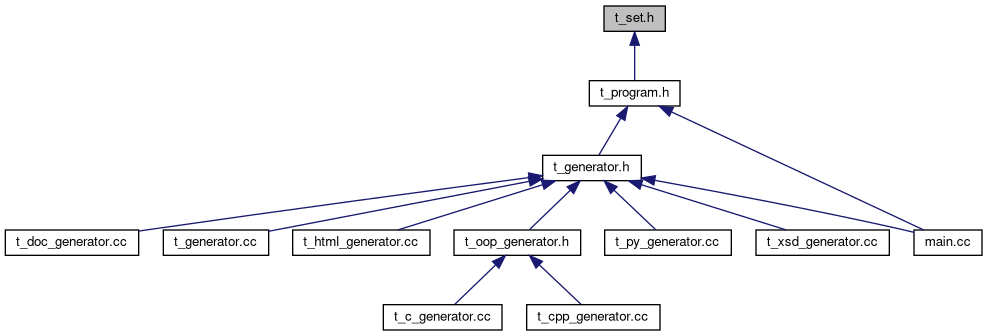 t_set.h
t_program.h
t_generator.h
t_doc_generator.cc
t_generator.cc
t_html_generator.cc
t_oop_generator.h
t_py_generator.cc
t_xsd_generator.cc
main.cc
t_c_generator.cc
t_cpp_generator.cc